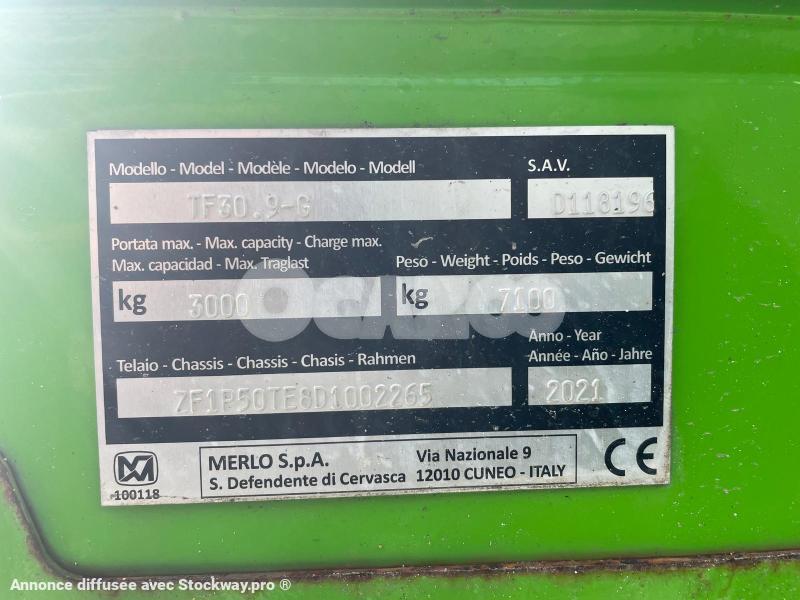 Modello - Model - Modèle - Modelo - Modell
S.A.V.
TF30.9-G
D118196
Portata max. - Max. capacity - Charge max.
Max. capacidad - Max. Traglast
Peso - Weight - Poids - Peso - Gewicht
kg 3000
kg 7100
Anno - Year
Année - Año - Jahre
Telaio - Chassis - Chassis - Chasis - Rahmen
ZF1P50TE8D1002265
2021
MERLO S.p.A.
S. Defendente di Cervasca
Via Nazionale 9
12010 CUNEO - ITALY
CE
100118
Annonce diffusée avec Stockway.pro ®